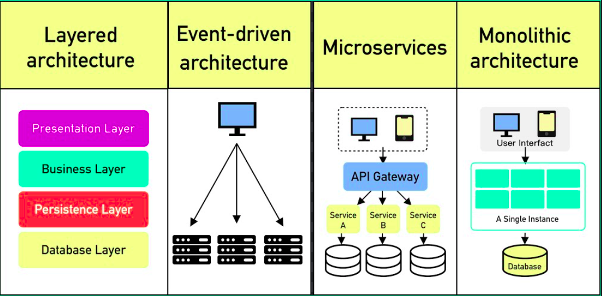 Layered
architecture
Event-driven
architecture
Microservices
Monolithic
architecture
Presentation Layer
Business Layer
Persistence Layer
Database Layer
API Gateway
Service
A
Service
B
Service
C
User Interfact
A Single Instance
Database